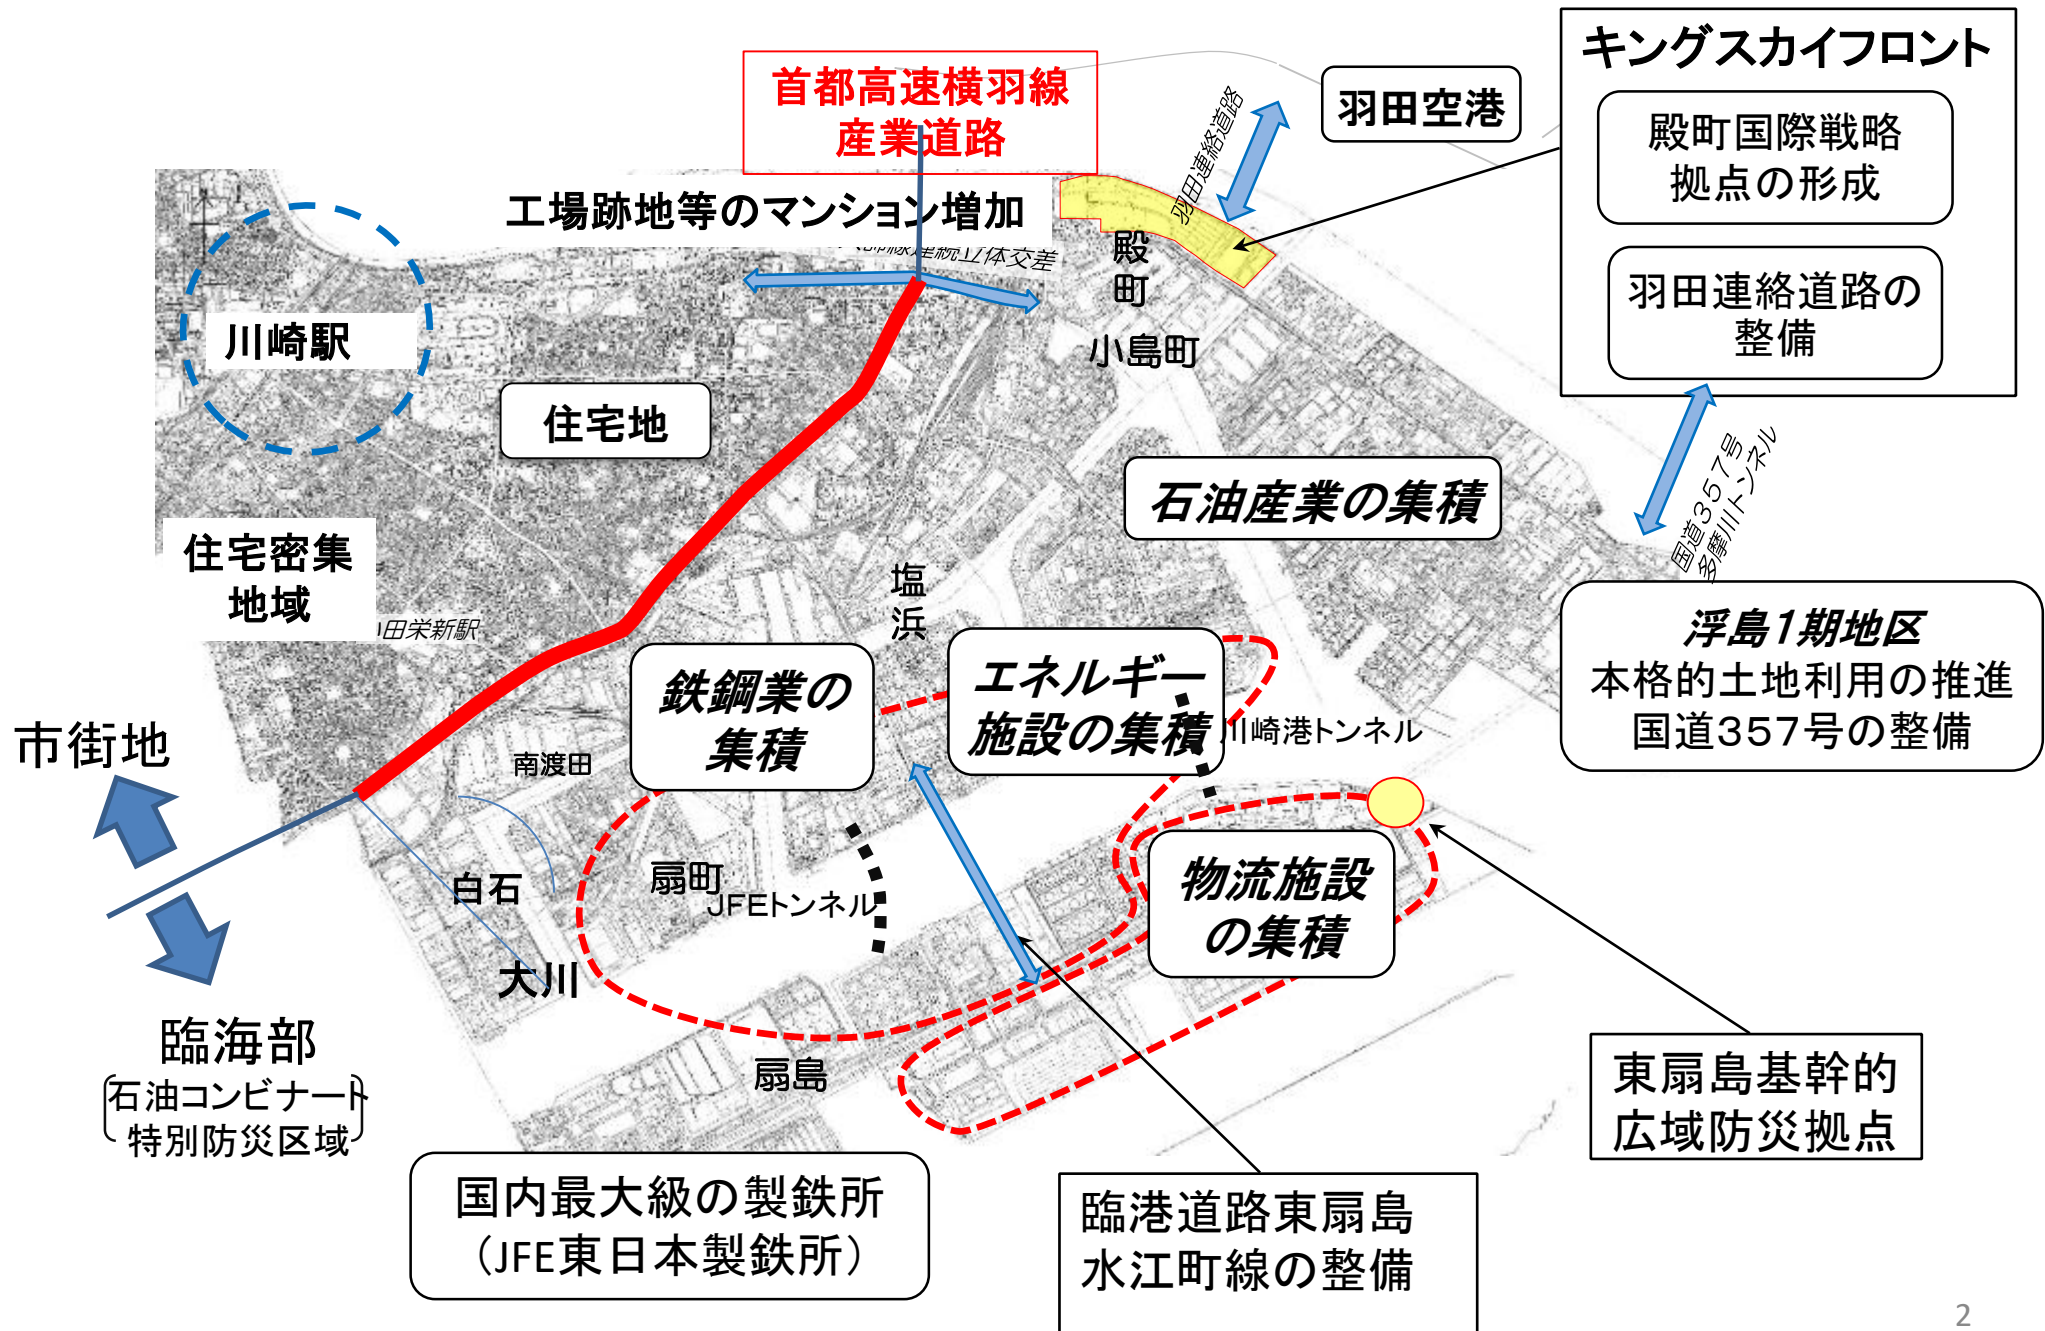 キングスカイフロント
殿町国際戦略
拠点の形成
羽田連絡道路の
整備
首都高速横羽線
産業道路
羽田空港
羽田連絡道路
工場跡地等のマンション増加
線連続立体交差
殿町
小島町
川崎駅
住宅地
石油産業の集積
国道357号
多摩川トンネル
住宅密集
地域
田栄新駅
塩浜
浮島1期地区
本格的土地利用の推進
国道357号の整備
鉄鋼業の
集積
エネルギー
施設の集積
川崎港トンネル
市街地
南渡田
白石
扇町
JFEトンネル
物流施設
の集積
大川
臨海部
石油コンビナート
特別防災区域
扇島
東扇島基幹的
広域防災拠点
国内最大級の製鉄所
（JFE東日本製鉄所）
臨港道路東扇島
水江町線の整備
2